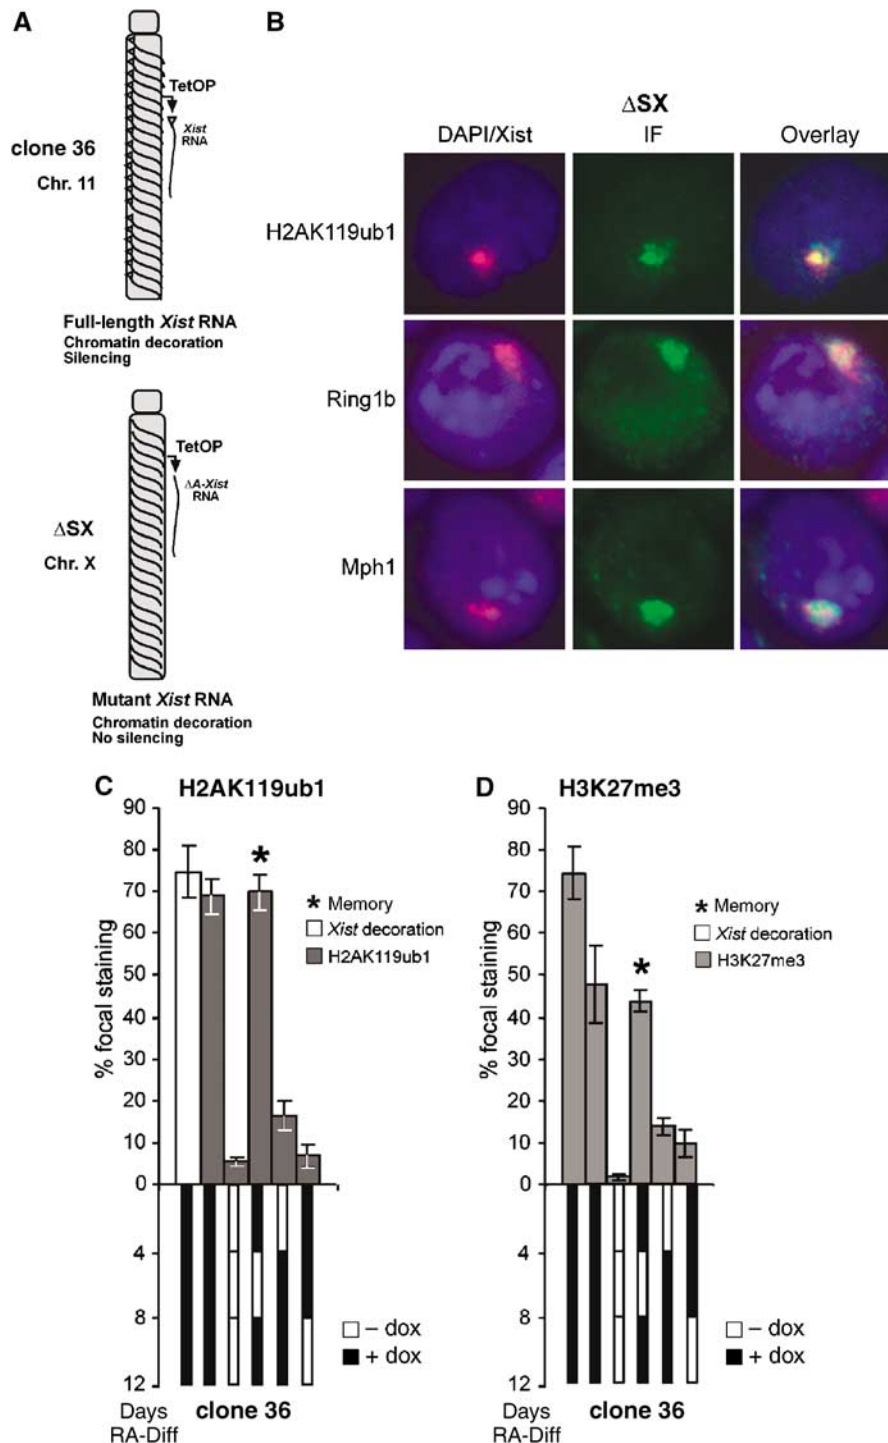 A
TetOP
Xist
RNA
clone 36
Chr. 11
Full-length Xist RNA
Chromatin decoration
Silencing
TetOP
ΔA-Xist
RNA
ΔSX
Chr. X
Mutant Xist RNA
Chromatin decoration
No silencing
B
ΔSX
DAPI/Xist IF Overlay
H2AK119ub1
Ring1b
Mph1
C H2AK119ub1
% focal staining
90
80
70
60
50
40
30
20
10
0
4
8
12
*
* Memory
Xist decoration
H2AK119ub1
– dox
+ dox
Days
RA-Diff
clone 36
D H3K27me3
% focal staining
90
80
70
60
50
40
30
20
10
0
4
8
12
*
* Memory
Xist decoration
H3K27me3
– dox
+ dox
Days
RA-Diff
clone 36